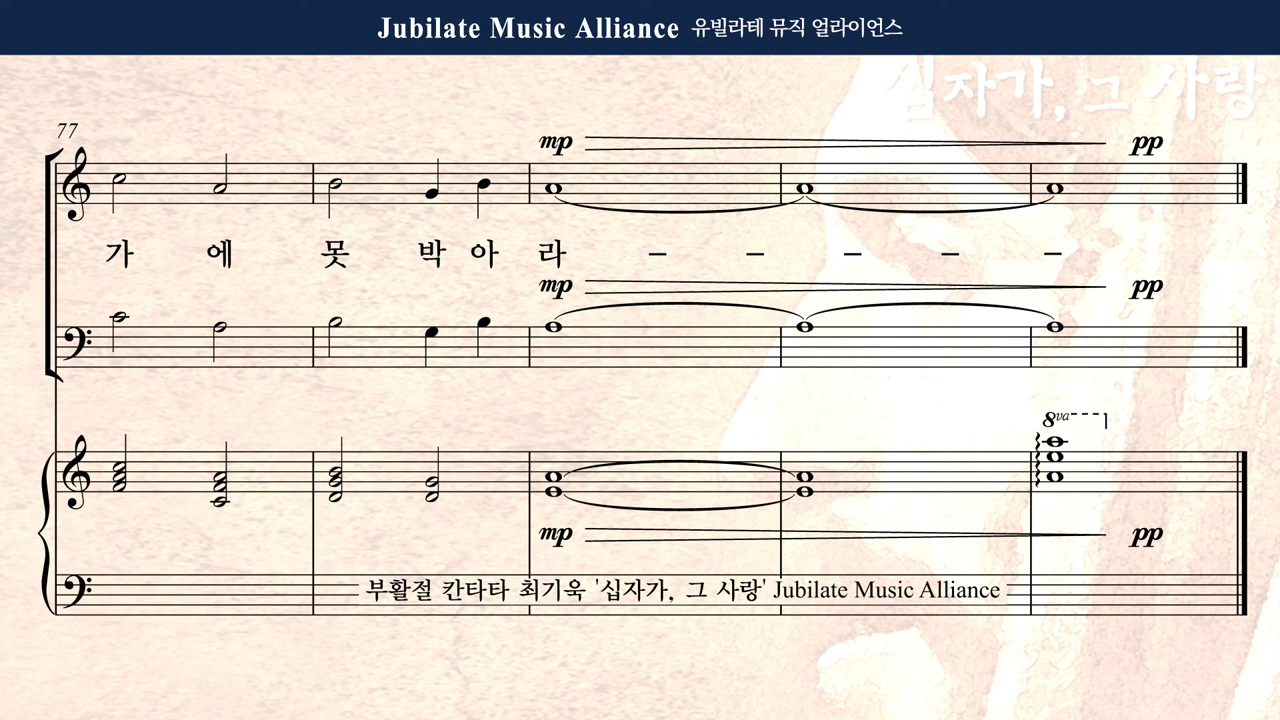 Jubilate Music Alliance 유빌라테 뮤직 얼라이언스
십자가, 그 사랑
77
mp pp
가 에 못 박 아 라 – – – – –
mp pp
8va
mp pp
부활절 칸타타 최기욱 '십자가, 그 사랑' Jubilate Music Alliance